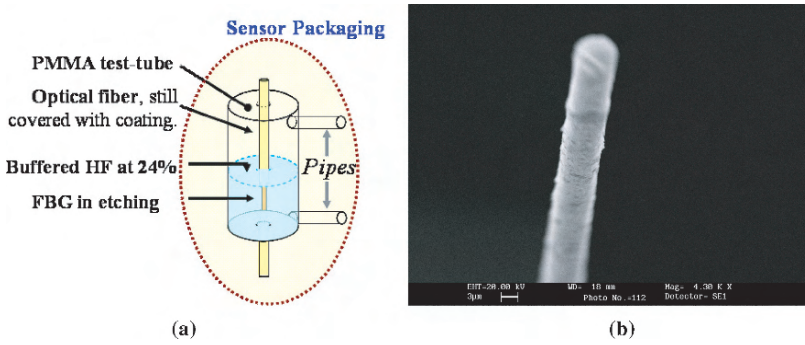 Sensor Packaging
PMMA test-tube
Optical fiber, still
covered with coating.
Buffered HF at 24%
Pipes
FBG in etching
EHT=20.00 kV WD= 18 mm Mag= 4.30 K X
3µm Photo No.=112 Detector= SE1
(a)
(b)